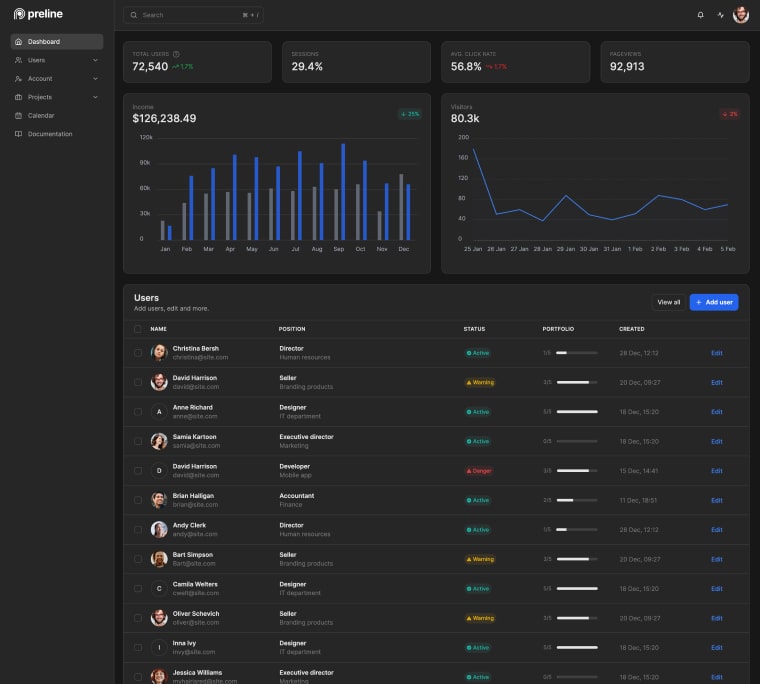 preline
Search
⌘ + /
Dashboard
Users
Account
Projects
Calendar
Documentation
TOTAL USERS
72,540 1.7%
SESSIONS
29.4%
AVG. CLICK RATE
56.8% 1.7%
PAGEVIEWS
92,913
Income
$126,238.49
↓ 25%
120k
90k
60k
30k
0
Jan Feb Mar Apr May Jun Jul Aug Sep Oct Nov Dec
Visitors
80.3k
↓ 2%
200
160
120
80
40
0
25 Jan 26 Jan 27 Jan 28 Jan 29 Jan 30 Jan 31 Jan 1 Feb 2 Feb 3 Feb 4 Feb 5 Feb
Users
Add users, edit and more.
View all
+ Add user
NAME POSITION STATUS PORTFOLIO CREATED
Christina Bersh Director
christina@site.com Human resources
Active 1/5 28 Dec, 12:12 Edit
David Harrison Seller
david@site.com Branding products
Warning 3/5 20 Dec, 09:27 Edit
A
Anne Richard Designer
anne@site.com IT department
Active 5/5 18 Dec, 15:20 Edit
Samia Kartoon Executive director
samia@site.com Marketing
Active 0/5 18 Dec, 15:20 Edit
D
David Harrison Developer
david@site.com Mobile app
Danger 3/5 15 Dec, 14:41 Edit
Brian Halligan Accountant
brian@site.com Finance
Active 2/5 11 Dec, 18:51 Edit
Andy Clerk Director
andy@site.com Human resources
Active 1/5 28 Dec, 12:12 Edit
Bart Simpson Seller
Bart@site.com Branding products
Warning 3/5 20 Dec, 09:27 Edit
C
Camila Welters Designer
cwelt@site.com IT department
Active 5/5 18 Dec, 15:20 Edit
Oliver Schevich Seller
oliver@site.com Branding products
Warning 3/5 20 Dec, 09:27 Edit
I
Inna Ivy Designer
invy@site.com IT department
Active 5/5 18 Dec, 15:20 Edit
Jessica Williams Executive director
Marketing
Active 0/5 18 Dec, 15:20 Edit